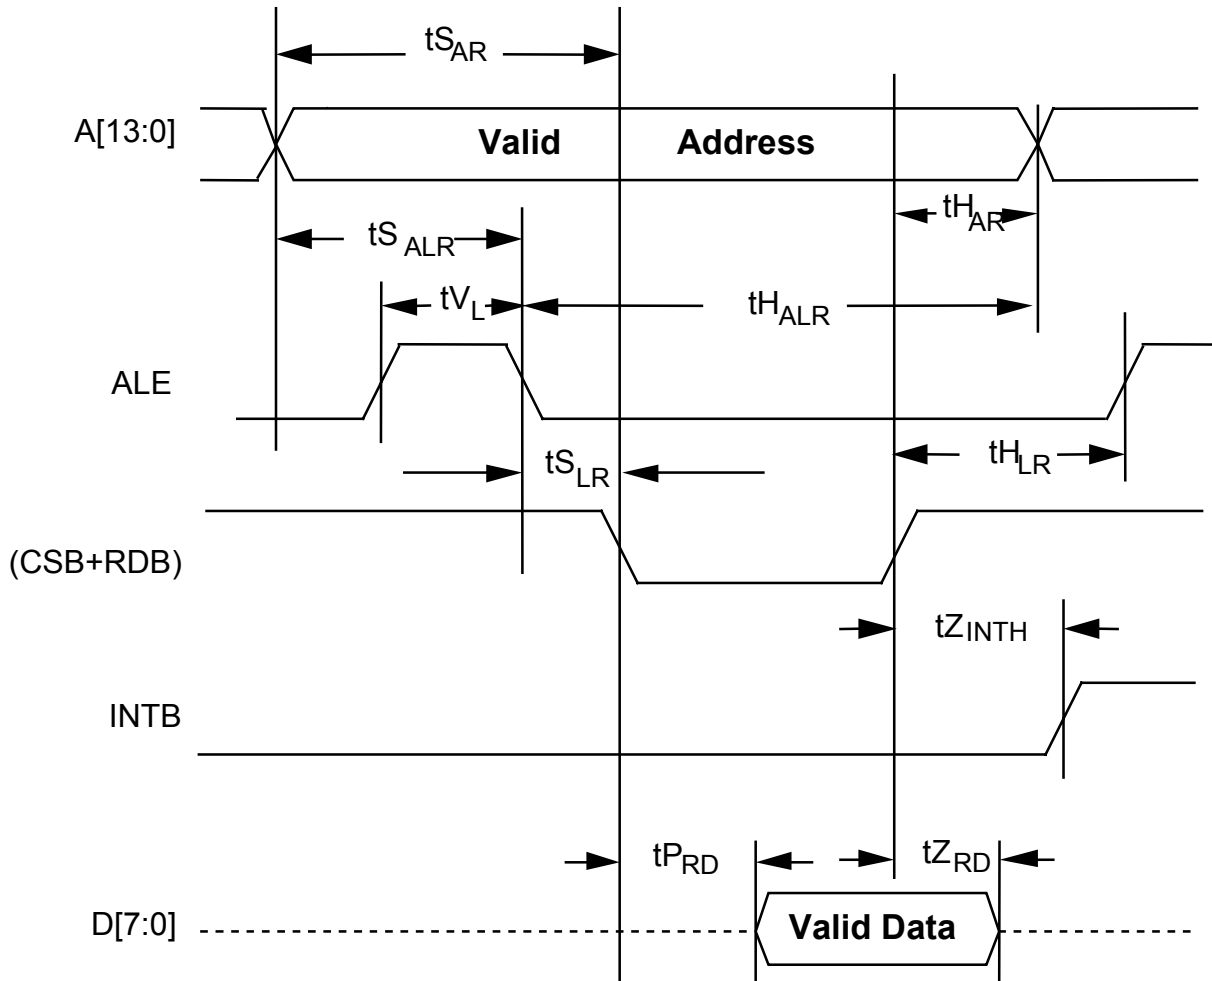 tSAR
A[13:0]
Valid Address
tHAR
tSALR
tVL
tHALR
ALE
tSLR
tHLR
(CSB+RDB)
tZINTH
INTB
tPRD
tZRD
D[7:0]
Valid Data